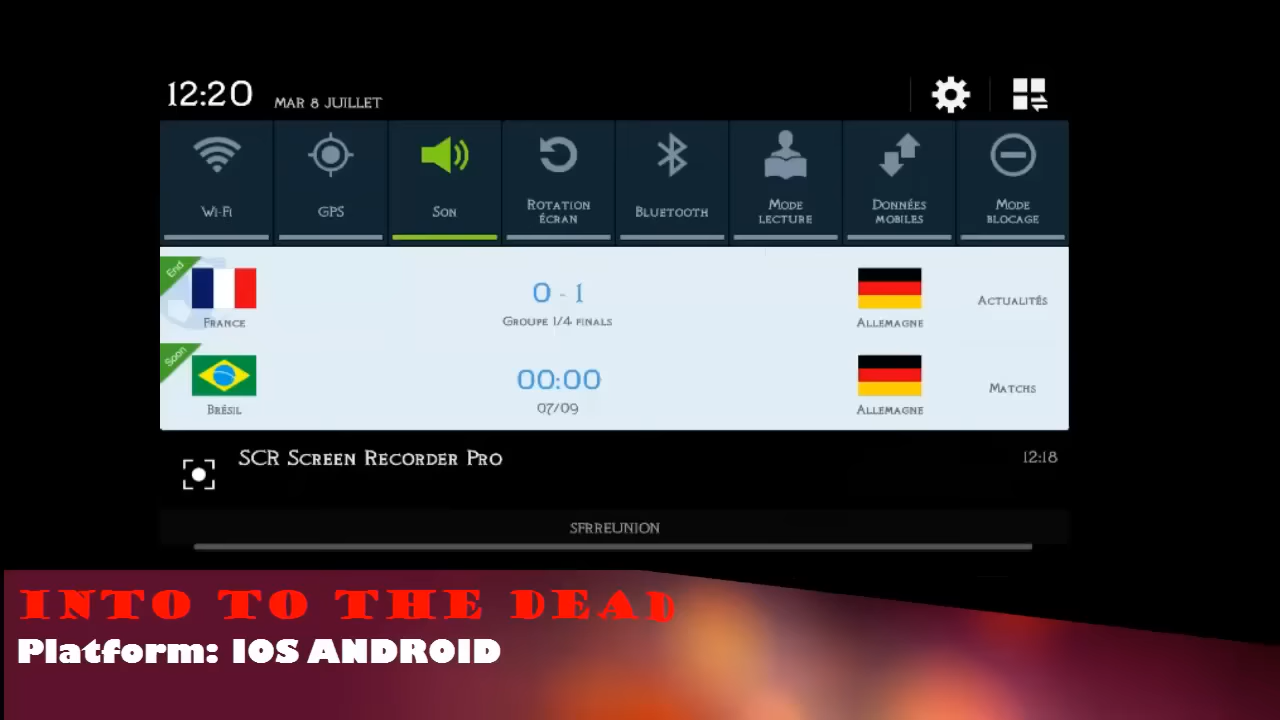 12:20 MAR 8 JUILLET
Wi-Fi GPS Son Rotation écran Bluetooth Mode lecture Données mobiles Mode blocage
End
France 0 - 1 Allemagne Actualités
Groupe 1/4 finals
Soon
Brésil 00:00 Allemagne Matchs
07/09
SCR Screen Recorder Pro 12:18
SFRREUNION
INTO TO THE DEAD
Platform: IOS ANDROID